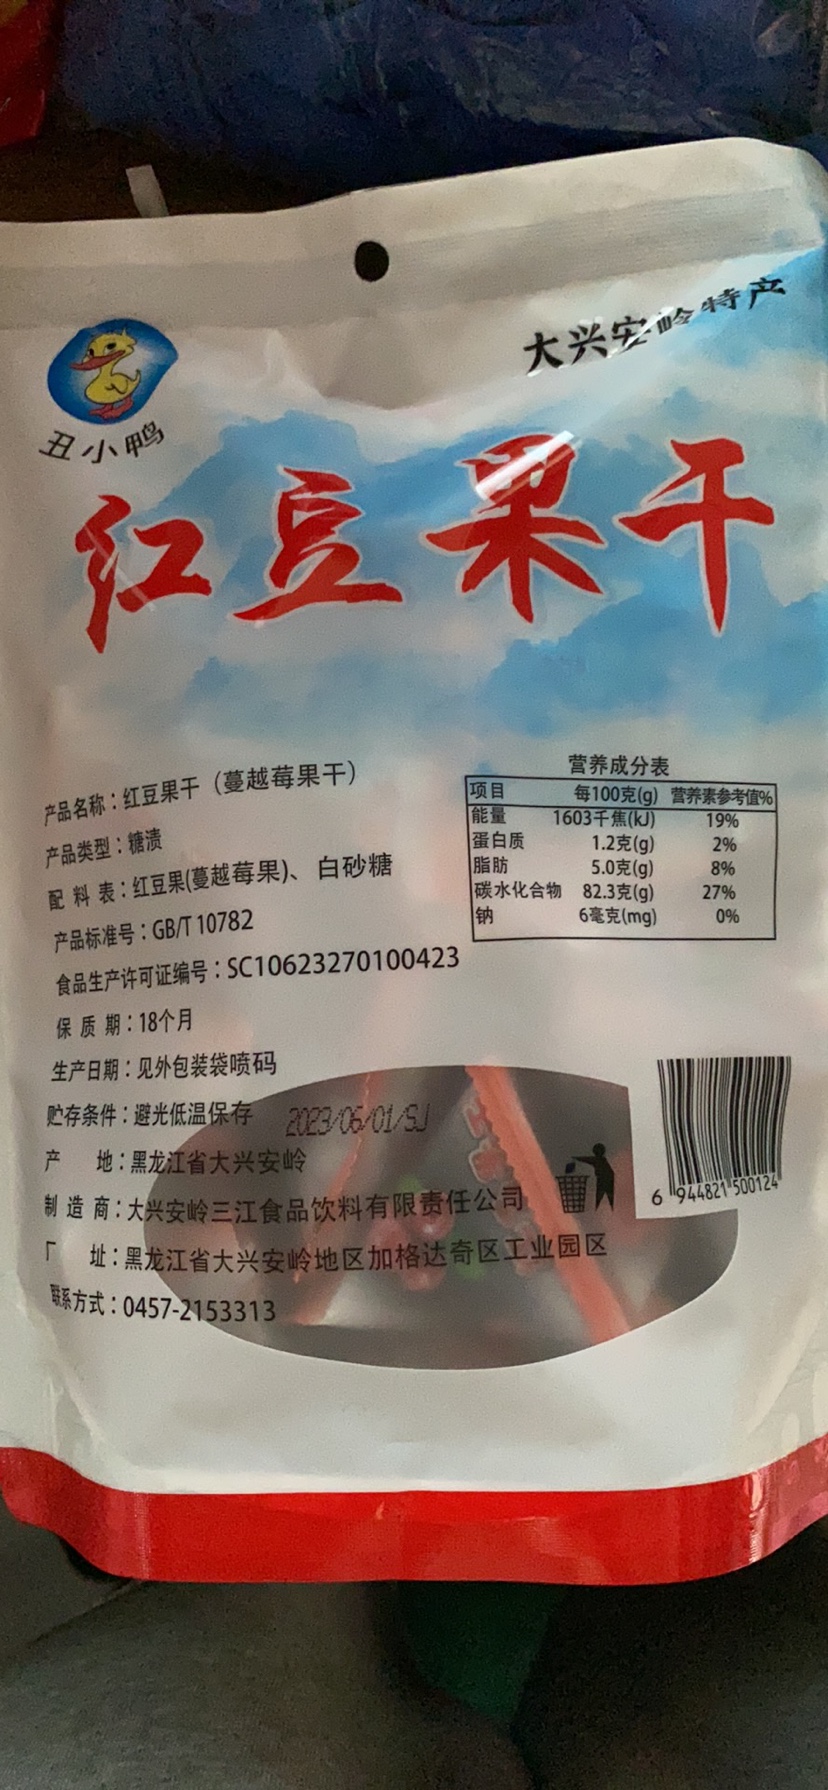 大兴安岭特产
丑小鸭
红豆果干
产品名称：红豆果干（蔓越莓果干）
产品类型：糖渍
配料表：红豆果(蔓越莓果)、白砂糖
产品标准号：GB/T 10782
食品生产许可证编号：SC10623270100423
保质期：18个月
生产日期：见外包装袋喷码
贮存条件：避光低温保存
2023/06/01/SJ
产地：黑龙江省大兴安岭
制造商：大兴安岭三江食品饮料有限责任公司
厂址：黑龙江省大兴安岭地区加格达奇区工业园区
联系方式：0457-2153313
营养成分表
项目 每100克(g) 营养素参考值%
能量 1603千焦(kJ) 19%
蛋白质 1.2克(g) 2%
脂肪 5.0克(g) 8%
碳水化合物 82.3克(g) 27%
钠 6毫克(mg) 0%
6 944821 500124